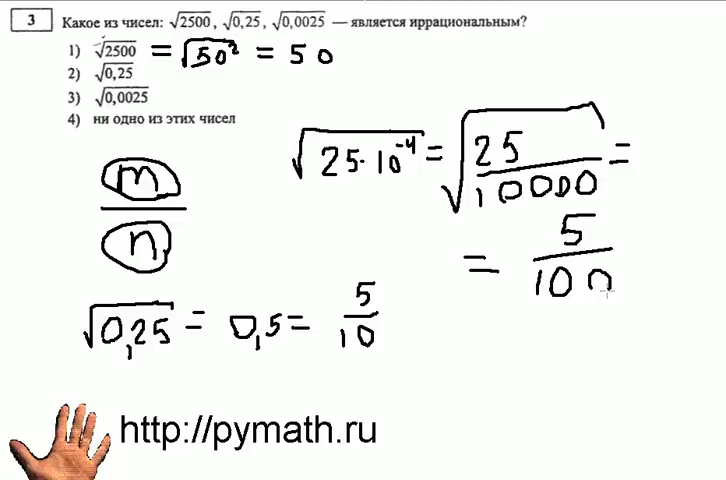 3 Какое из чисел: √2500, √0,25, √0,0025 — является иррациональным?
1) √2500 = √50² = 50
2) √0,25
3) √0,0025
4) ни одно из этих чисел
√25·10⁻⁴ = √25/10000 =
m/n
= 5/100
√0,25 = 0,5 = 5/10
http://pymath.ru